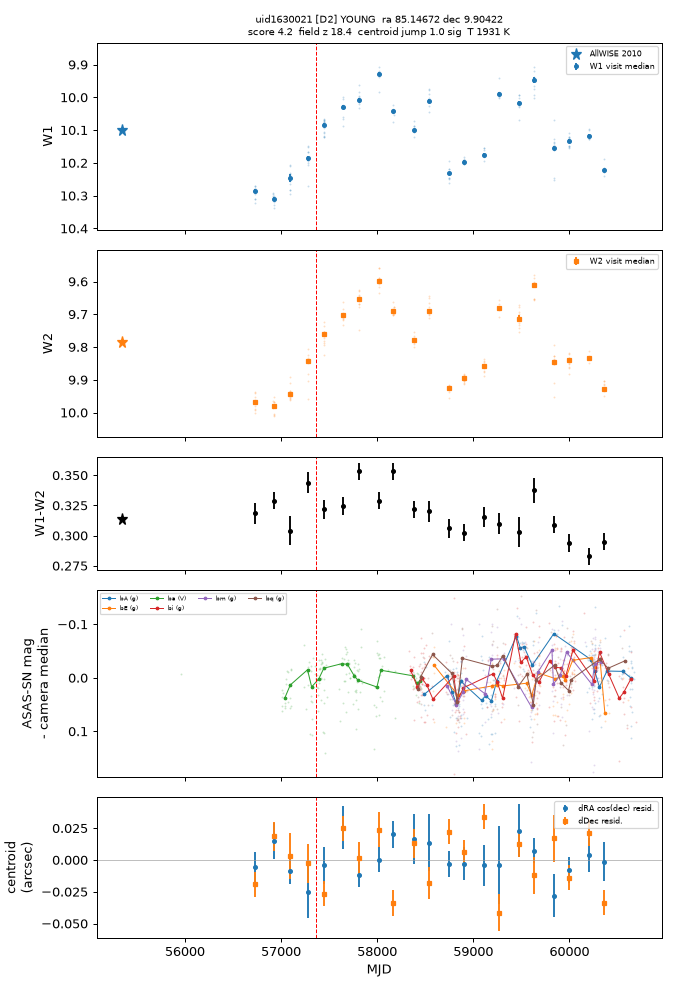 uid1630021 [D2] YOUNG  ra 85.14672 dec 9.90422
score 4.2  field z 18.4  centroid jump 1.0 sig  T 1931 K
AllWISE 2010
W1 visit median
9.9
10.0
10.1
10.2
10.3
10.4
W1
W2 visit median
9.6
9.7
9.8
9.9
10.0
W2
0.350
0.325
0.300
0.275
W1-W2
bA (g)
bE (g)
ba (V)
bi (g)
bm (g)
bq (g)
−0.1
0.0
0.1
ASAS-SN mag
- camera median
dRA cos(dec) resid.
dDec resid.
0.025
0.000
−0.025
−0.050
centroid
(arcsec)
56000
57000
58000
59000
60000
MJD